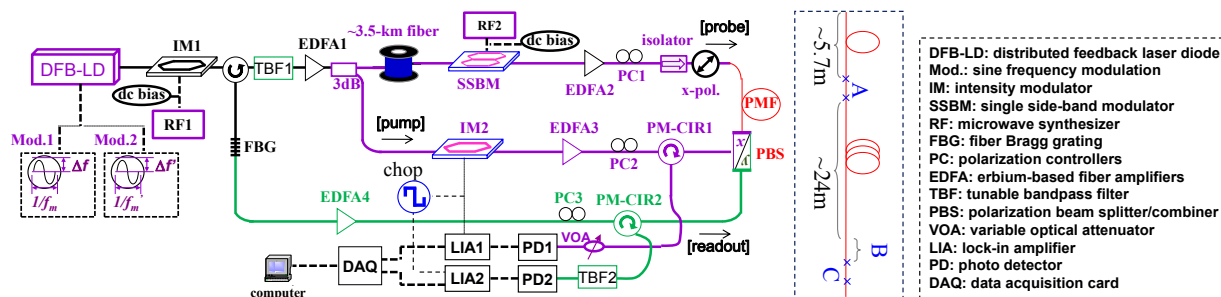 DFB-LD
IM1
dc bias
RF1
Mod.1
Mod.2
Δf
Δf'
1/fm
1/fm'
FBG
TBF1
EDFA1
3dB
~3.5-km fiber
SSBM
RF2
dc bias
EDFA2
PC1
isolator
[probe]
x-pol.
PMF
[pump]
IM2
EDFA3
PC2
PM-CIR1
PBS
chop
EDFA4
PC3
PM-CIR2
[readout]
computer
DAQ
LIA1
LIA2
PD1
PD2
VOA
TBF2
~5.7m
A
~24m
B
C
DFB-LD: distributed feedback laser diode
Mod.: sine frequency modulation
IM: intensity modulator
SSBM: single side-band modulator
RF: microwave synthesizer
FBG: fiber Bragg grating
PC: polarization controllers
EDFA: erbium-based fiber amplifiers
TBF: tunable bandpass filter
PBS: polarization beam splitter/combiner
VOA: variable optical attenuator
LIA: lock-in amplifier
PD: photo detector
DAQ: data acquisition card